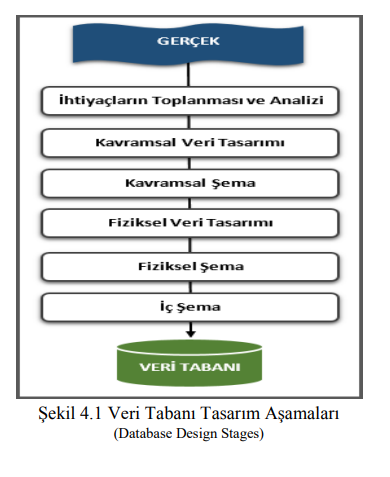 GERÇEK
İhtiyaçların Toplanması ve Analizi
Kavramsal Veri Tasarımı
Kavramsal Şema
Fiziksel Veri Tasarımı
Fiziksel Şema
İç Şema
VERİ TABANI
Şekil 4.1 Veri Tabanı Tasarım Aşamaları
(Database Design Stages)